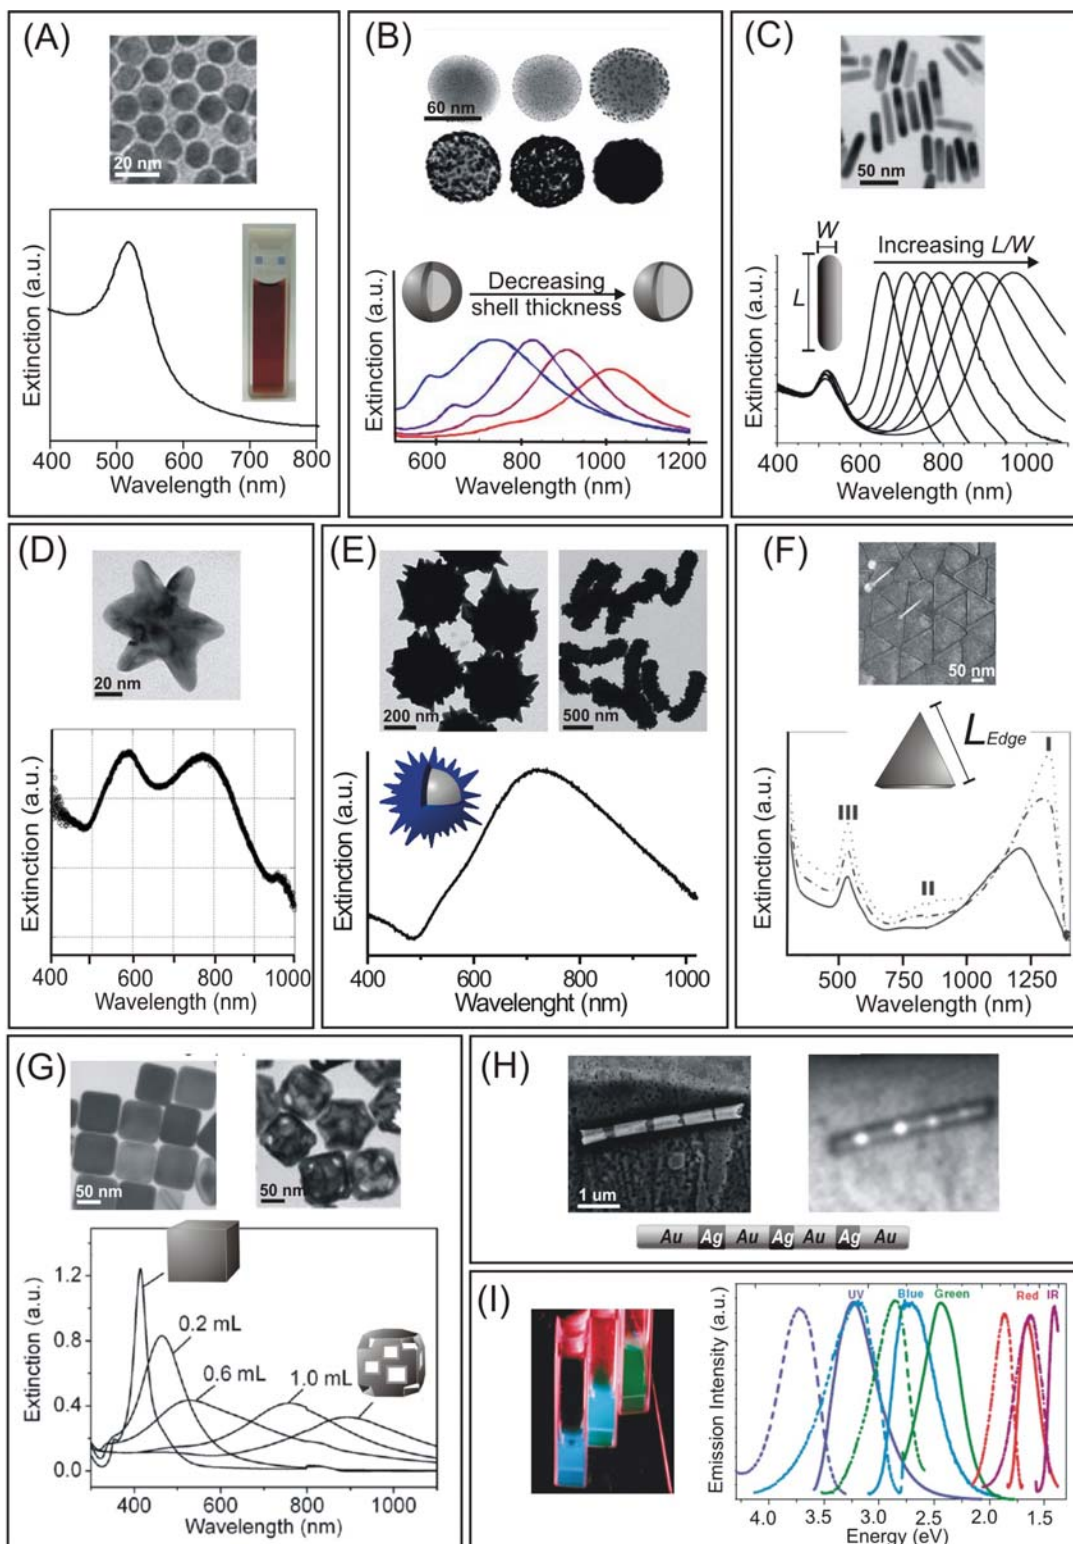 (A)
20 nm
Extinction (a.u.)
400 500 600 700 800
Wavelength (nm)
(B)
60 nm
Decreasing
shell thickness
Extinction (a.u.)
600 800 1000 1200
Wavelength (nm)
(C)
50 nm
W
L
Increasing L/W
Extinction (a.u.)
400 600 800 1000
Wavelength (nm)
(D)
20 nm
Extinction (a.u.)
400 500 600 700 800 900 1000
Wavelength (nm)
(E)
200 nm
500 nm
Extinction (a.u.)
400 600 800 1000
Wavelenght (nm)
(F)
50 nm
LEdge
I
III
II
Extinction (a.u.)
500 750 1000 1250
Wavelength (nm)
(G)
50 nm
50 nm
1.2
0.8
0.4
0.0
0.2 mL
0.6 mL
1.0 mL
Extinction (a.u.)
400 600 800 1000
Wavelength (nm)
(H)
1 um
Au Ag Au Ag Au Ag Au
(I)
UV Blue Green Red IR
Emission Intensity (a.u.)
4.0 3.5 3.0 2.5 2.0 1.5
Energy (eV)